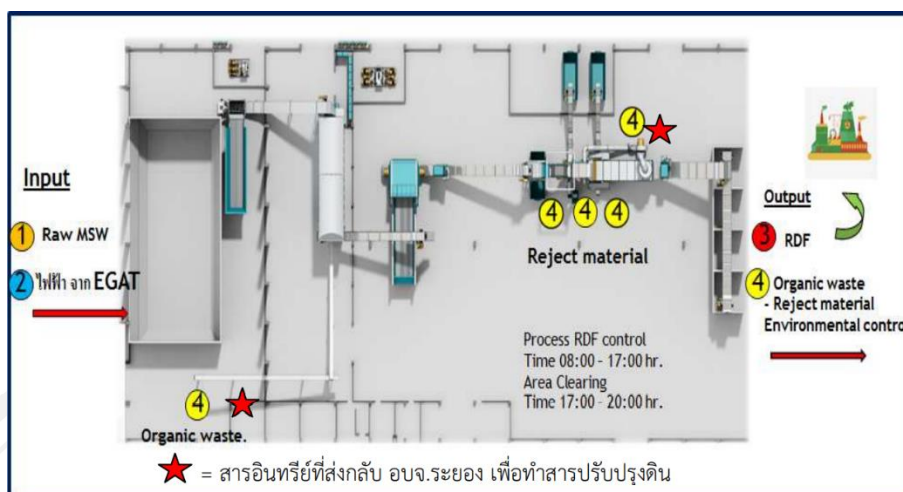 Input
1 Raw MSW
2 ไฟฟ้า จาก EGAT
4
4 4 4
Reject material
Process RDF control
Time 08:00 - 17:00 hr.
Area Clearing
Time 17:00 - 20:00 hr.
4
Organic waste.
Output
3 RDF
4 Organic waste
- Reject material
Environmental control
= สารอินทรีย์ที่ส่งกลับ อบจ.ระยอง เพื่อทำสารปรับปรุงดิน